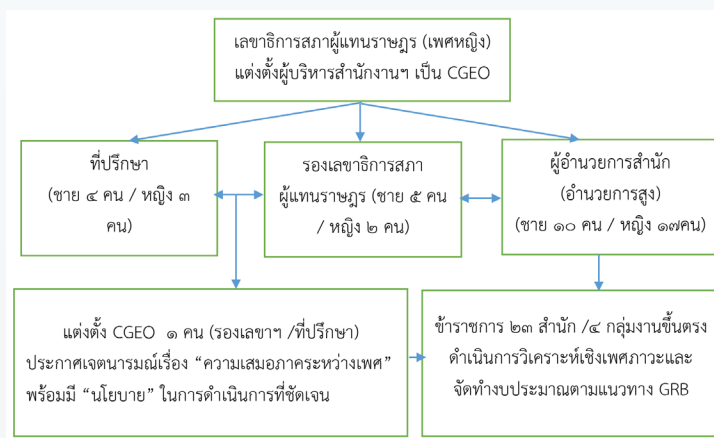 เลขาธิการสภาผู้แทนราษฎร (เพศหญิง)
แต่งตั้งผู้บริหารสำนักงานฯ เป็น CGEO
ที่ปรึกษา
(ชาย ๔ คน / หญิง ๓
คน)
รองเลขาธิการสภา
ผู้แทนราษฎร (ชาย ๕ คน
/ หญิง ๒ คน)
ผู้อำนวยการสำนัก
(อำนวยการสูง)
(ชาย ๑๐ คน / หญิง ๑๗คน)
แต่งตั้ง CGEO ๑ คน (รองเลขาฯ /ที่ปรึกษา)
ประกาศเจตนารมณ์เรื่อง “ความเสมอภาคระหว่างเพศ”
พร้อมมี “นโยบาย” ในการดำเนินการที่ชัดเจน
ข้าราชการ ๒๓ สำนัก /๔ กลุ่มงานขึ้นตรง
ดำเนินการวิเคราะห์เชิงเพศภาวะและ
จัดทำงบประมาณตามแนวทาง GRB